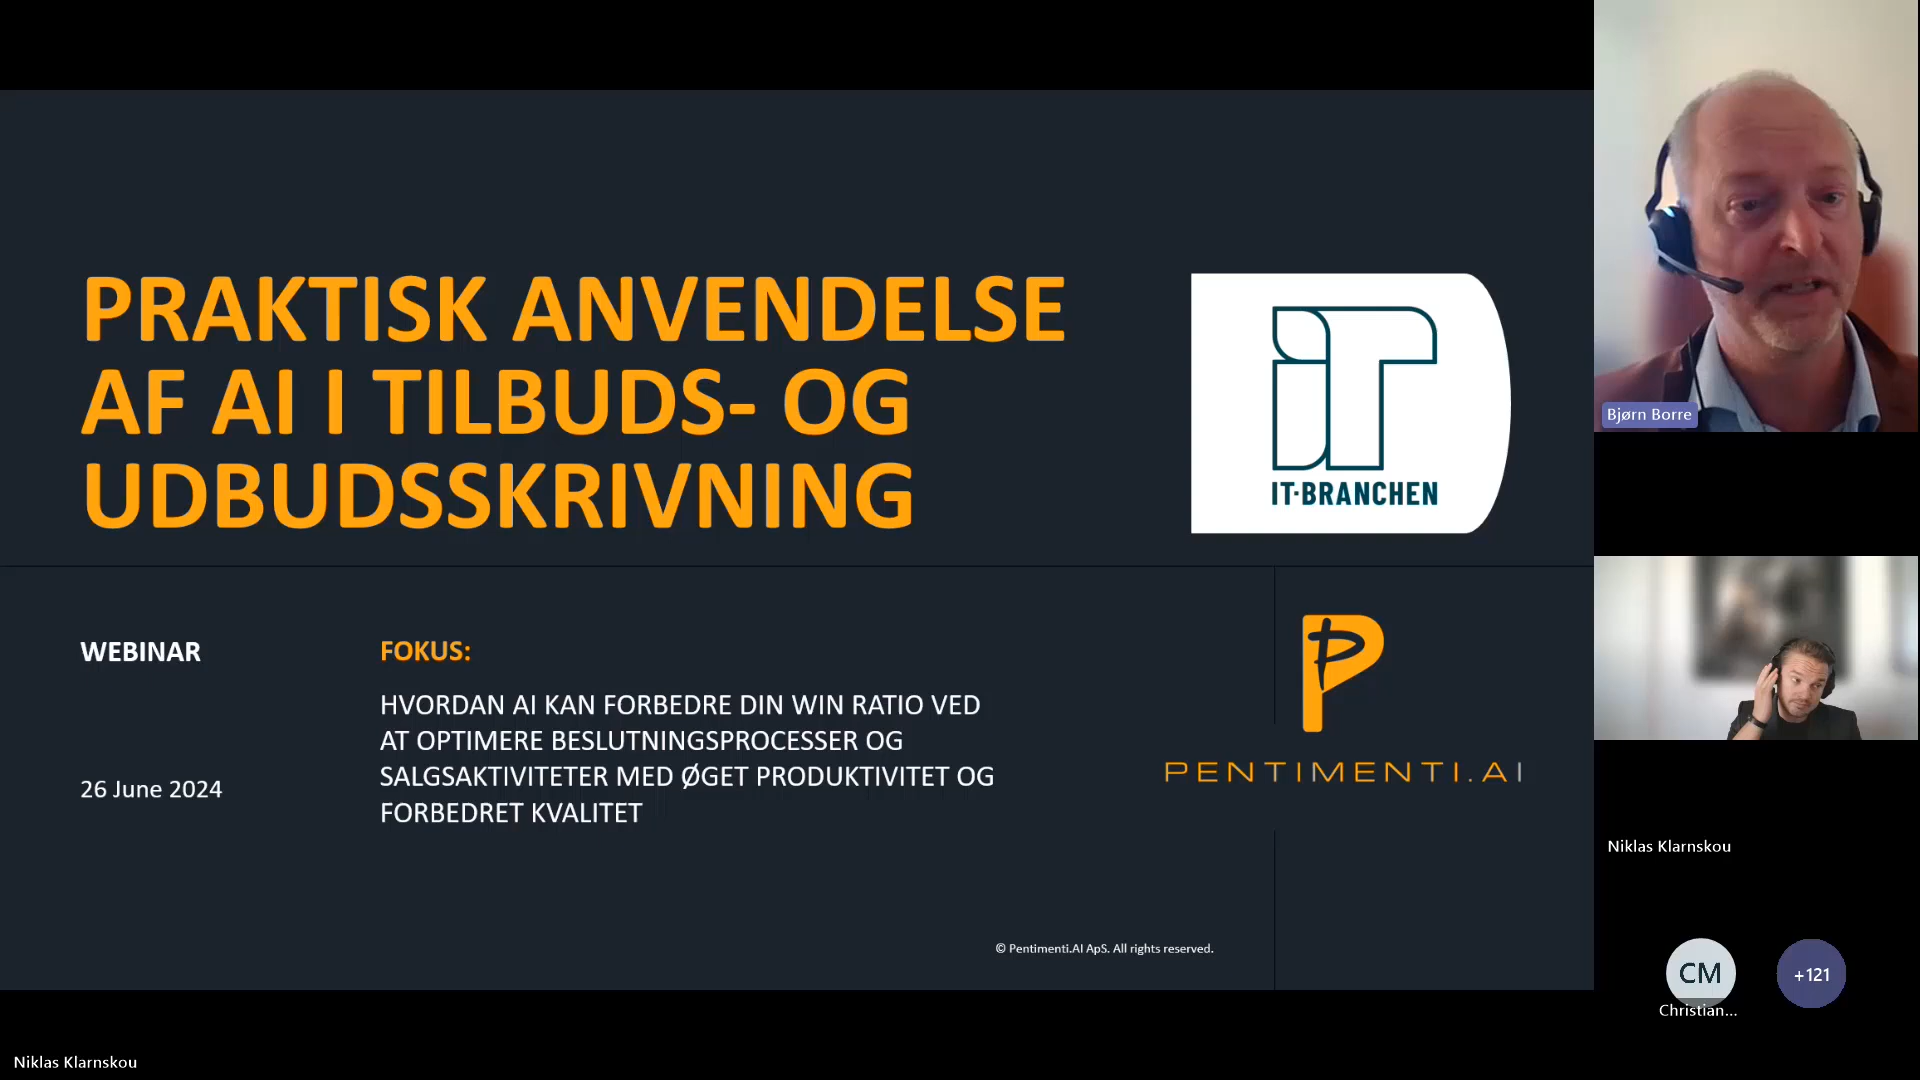 PRAKTISK ANVENDELSE
AF AI I TILBUDS- OG
UDBUDSSKRIVNING
IT
IT·BRANCHEN
WEBINAR
26 June 2024
FOKUS:
HVORDAN AI KAN FORBEDRE DIN WIN RATIO VED
AT OPTIMERE BESLUTNINGSPROCESSER OG
SALGSAKTIVITETER MED ØGET PRODUKTIVITET OG
FORBEDRET KVALITET
P
PENTIMENTI.AI
© Pentimenti.AI ApS. All rights reserved.
Bjørn Borre
Niklas Klarnskou
CM
Christian...
+121
Niklas Klarnskou